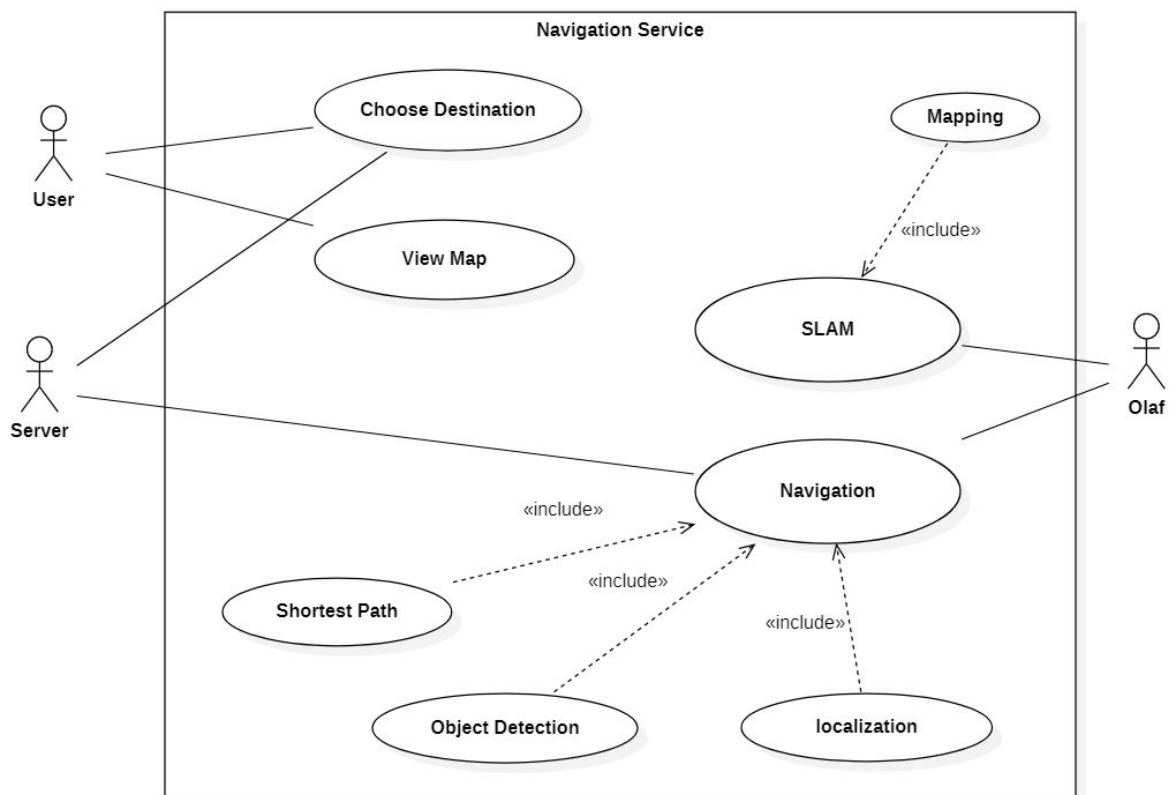 Navigation Service
Choose Destination
Mapping
User
«include»
View Map
SLAM
Server
Olaf
Navigation
«include»
«include»
Shortest Path
«include»
Object Detection
localization